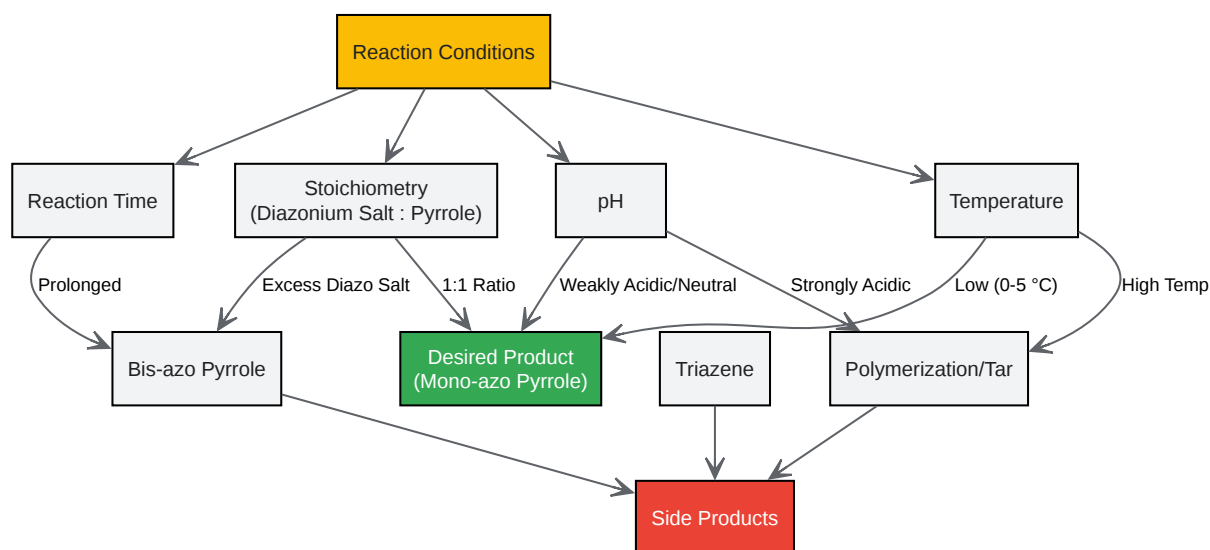 Reaction Conditions
Reaction Time
Stoichiometry
(Diazonium Salt : Pyrrole)
pH
Temperature
Prolonged
Excess Diazo Salt
1:1 Ratio
Weakly Acidic/Neutral
Strongly Acidic
Low (0-5 °C)
High Temp
Bis-azo Pyrrole
Desired Product
(Mono-azo Pyrrole)
Triazene
Polymerization/Tar
Side Products